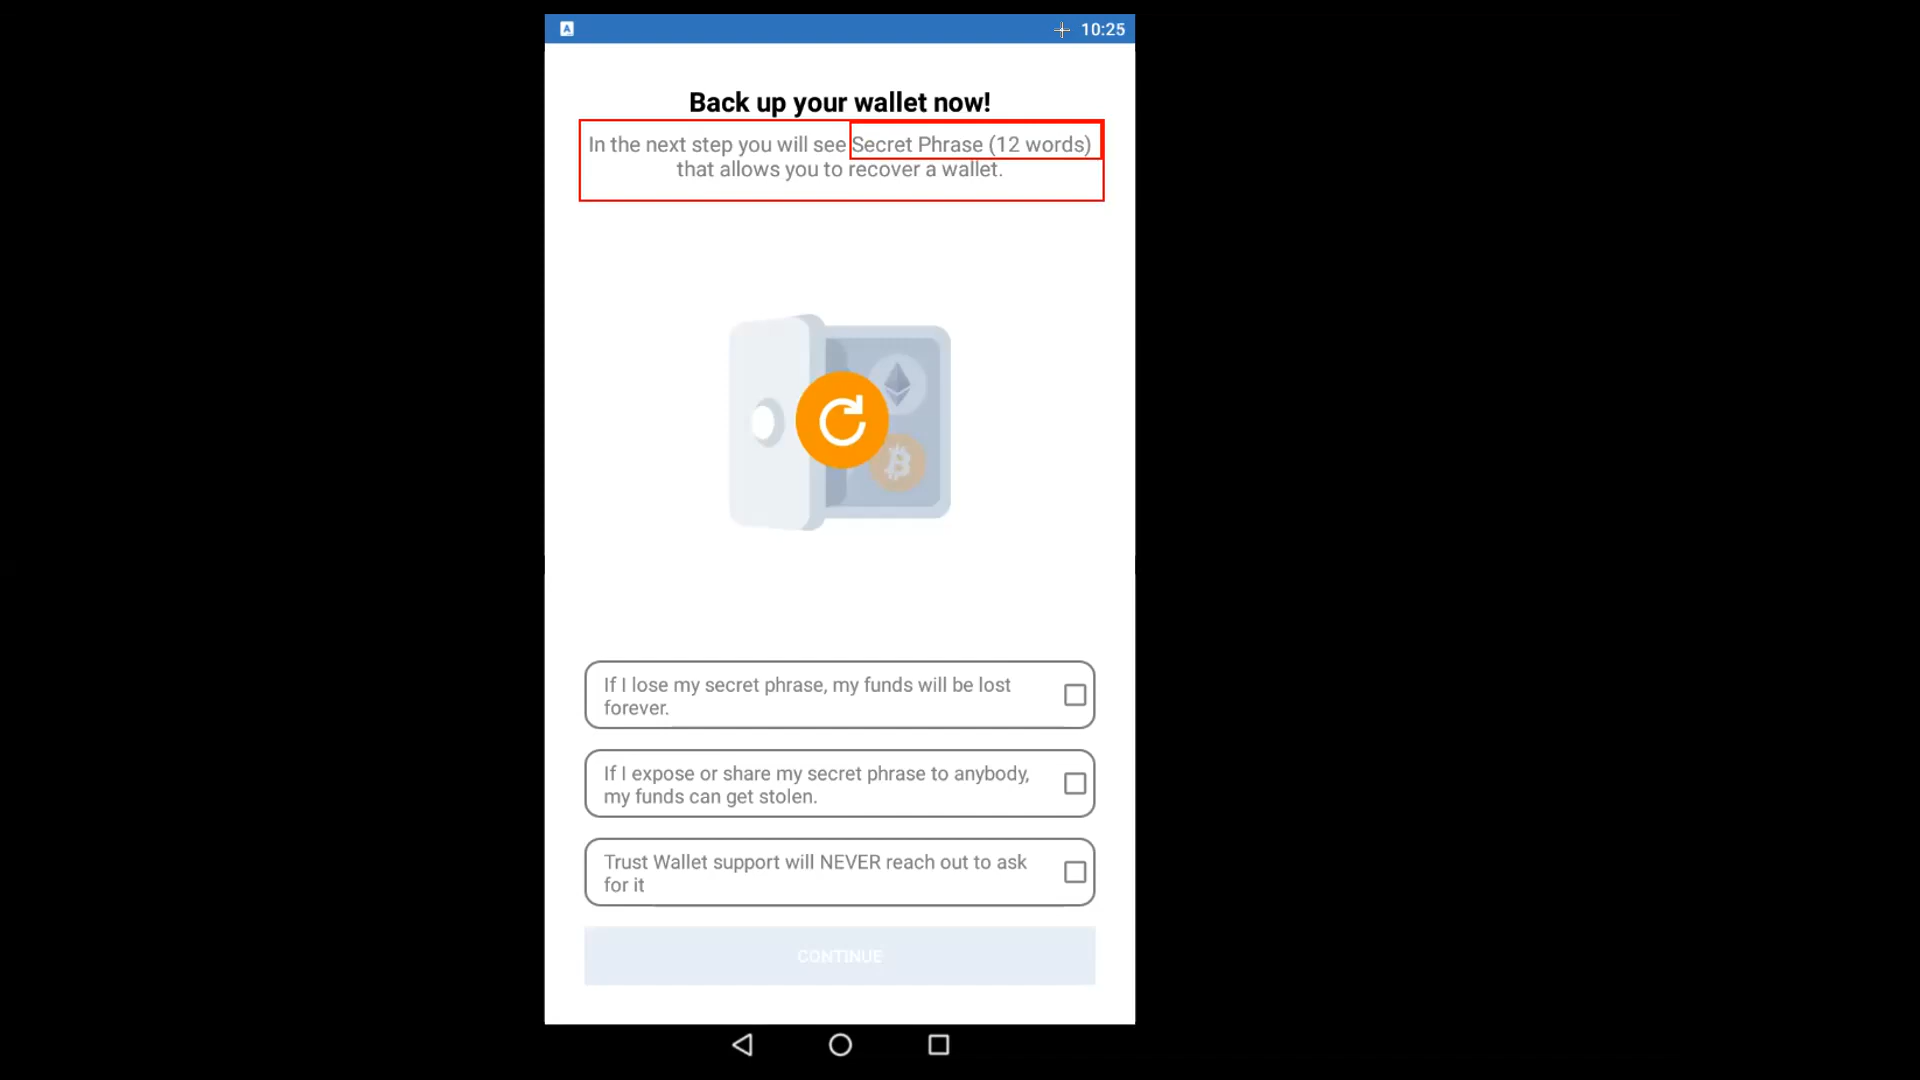 10:25
Back up your wallet now!
In the next step you will see Secret Phrase (12 words)
that allows you to recover a wallet.
If I lose my secret phrase, my funds will be lost
forever.
If I expose or share my secret phrase to anybody,
my funds can get stolen.
Trust Wallet support will NEVER reach out to ask
for it
CONTINUE